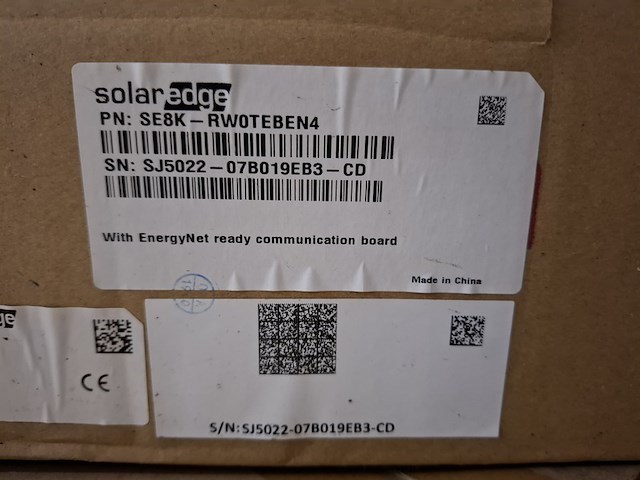 solaredge
PN: SE8K-RW0TEBEN4
SN: SJ5022-07B019EB3-CD
With EnergyNet ready communication board
Made in China
CE
S/N:SJ5022-07B019EB3-CD